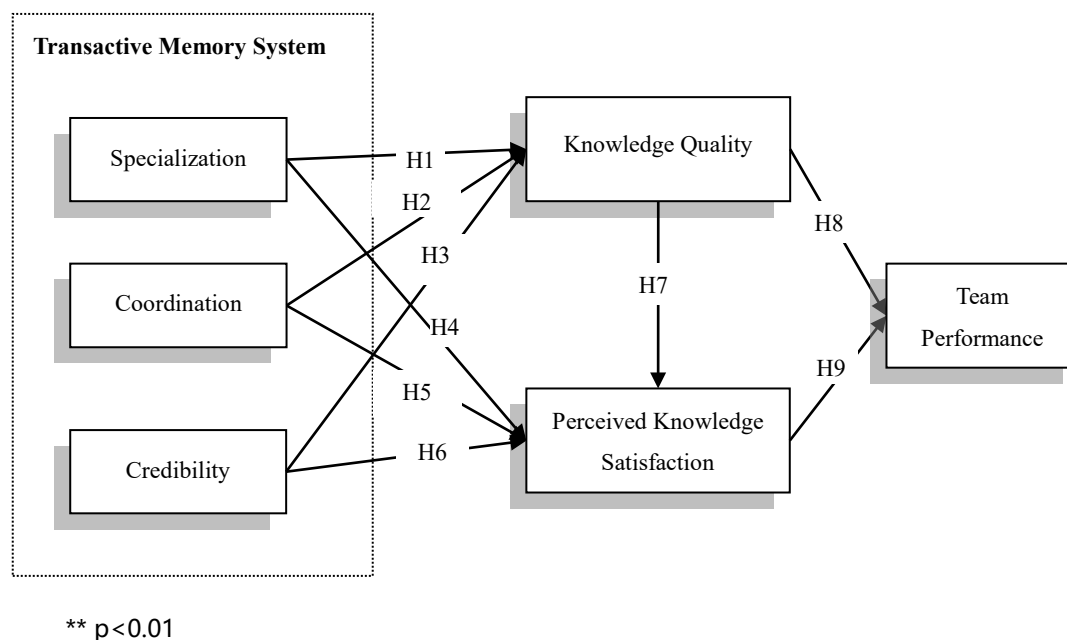 Transactive Memory System
Specialization
Coordination
Credibility
H1
H2
H3
H4
H5
H6
Knowledge Quality
H7
Perceived Knowledge
Satisfaction
H8
H9
Team
Performance
** p<0.01